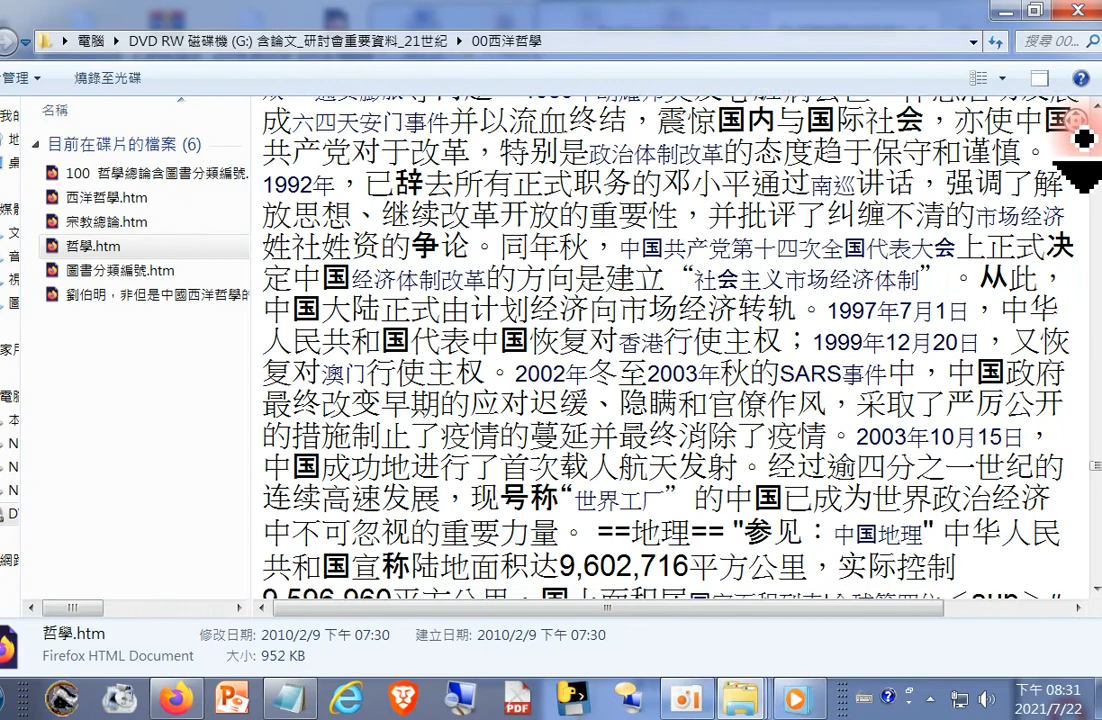 電腦 ▸ DVD RW 磁碟機 (G:) 含論文_研討會重要資料_21世紀 ▸ 00西洋哲學
搜尋 00...
管理
燒錄至光碟
名稱
目前在碟片的檔案 (6)
100 哲學總論含圖書分類編號.
西洋哲學.htm
宗教總論.htm
哲學.htm
圖書分類編號.htm
劉伯明，非但是中國西洋哲學的
成六四天安门事件并以流血终结，震惊国内与国际社会，亦使中国
共产党对于改革，特别是政治体制改革的态度趋于保守和谨慎。
1992年，已辞去所有正式职务的邓小平通过南巡讲话，强调了解
放思想、继续改革开放的重要性，并批评了纠缠不清的市场经济
姓社姓资的争论。同年秋，中国共产党第十四次全国代表大会上正式决
定中国经济体制改革的方向是建立“社会主义市场经济体制”。从此，
中国大陆正式由计划经济向市场经济转轨。1997年7月1日，中华
人民共和国代表中国恢复对香港行使主权；1999年12月20日，又恢
复对澳门行使主权。2002年冬至2003年秋的SARS事件中，中国政府
最终改变早期的应对迟缓、隐瞒和官僚作风，采取了严厉公开
的措施制止了疫情的蔓延并最终消除了疫情。2003年10月15日，
中国成功地进行了首次载人航天发射。经过逾四分之一世纪的
连续高速发展，现号称“世界工厂”的中国已成为世界政治经济
中不可忽视的重要力量。 ==地理== "参见：中国地理" 中华人民
共和国宣称陆地面积达9,602,716平方公里，实际控制
哲學.htm
修改日期: 2010/2/9 下午 07:30
建立日期: 2010/2/9 下午 07:30
Firefox HTML Document
大小: 952 KB
下午 08:31
2021/7/22